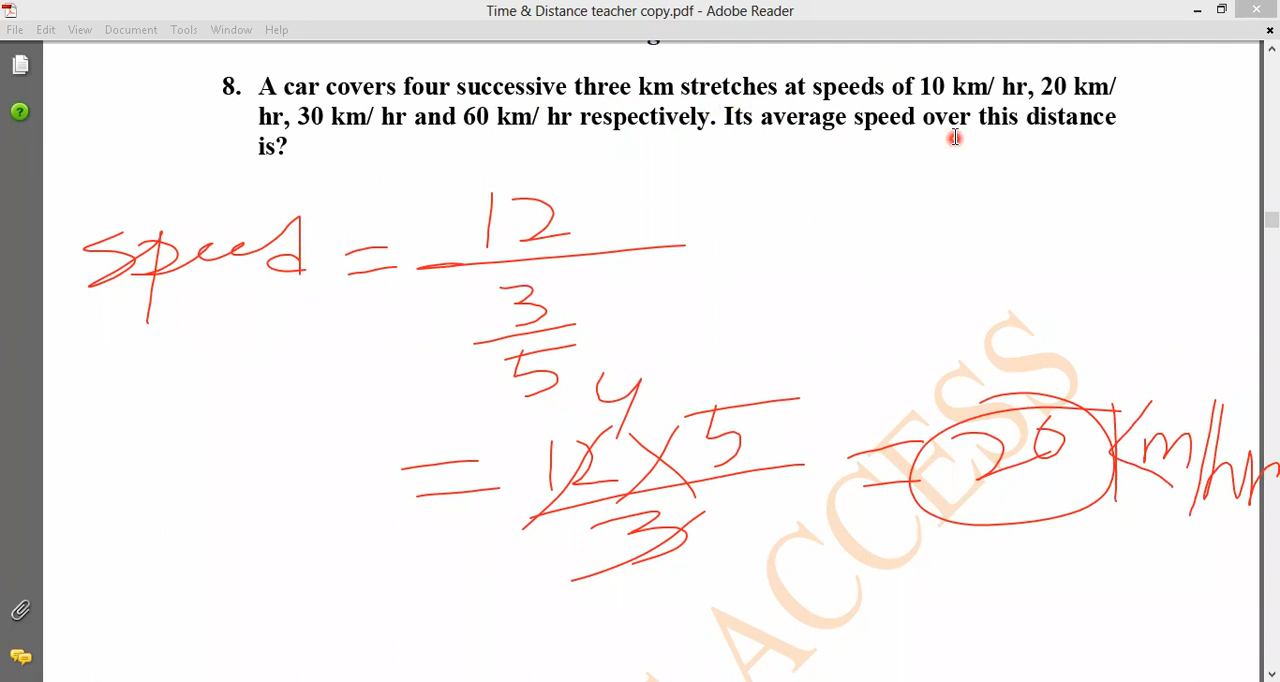 Time & Distance teacher copy.pdf - Adobe Reader
File Edit View Document Tools Window Help
8. A car covers four successive three km stretches at speeds of 10 km/ hr, 20 km/
hr, 30 km/ hr and 60 km/ hr respectively. Its average speed over this distance
is?
speed = 12
3
5
4
= 12 × 5 = 20 Km/hr
3
ACCESS